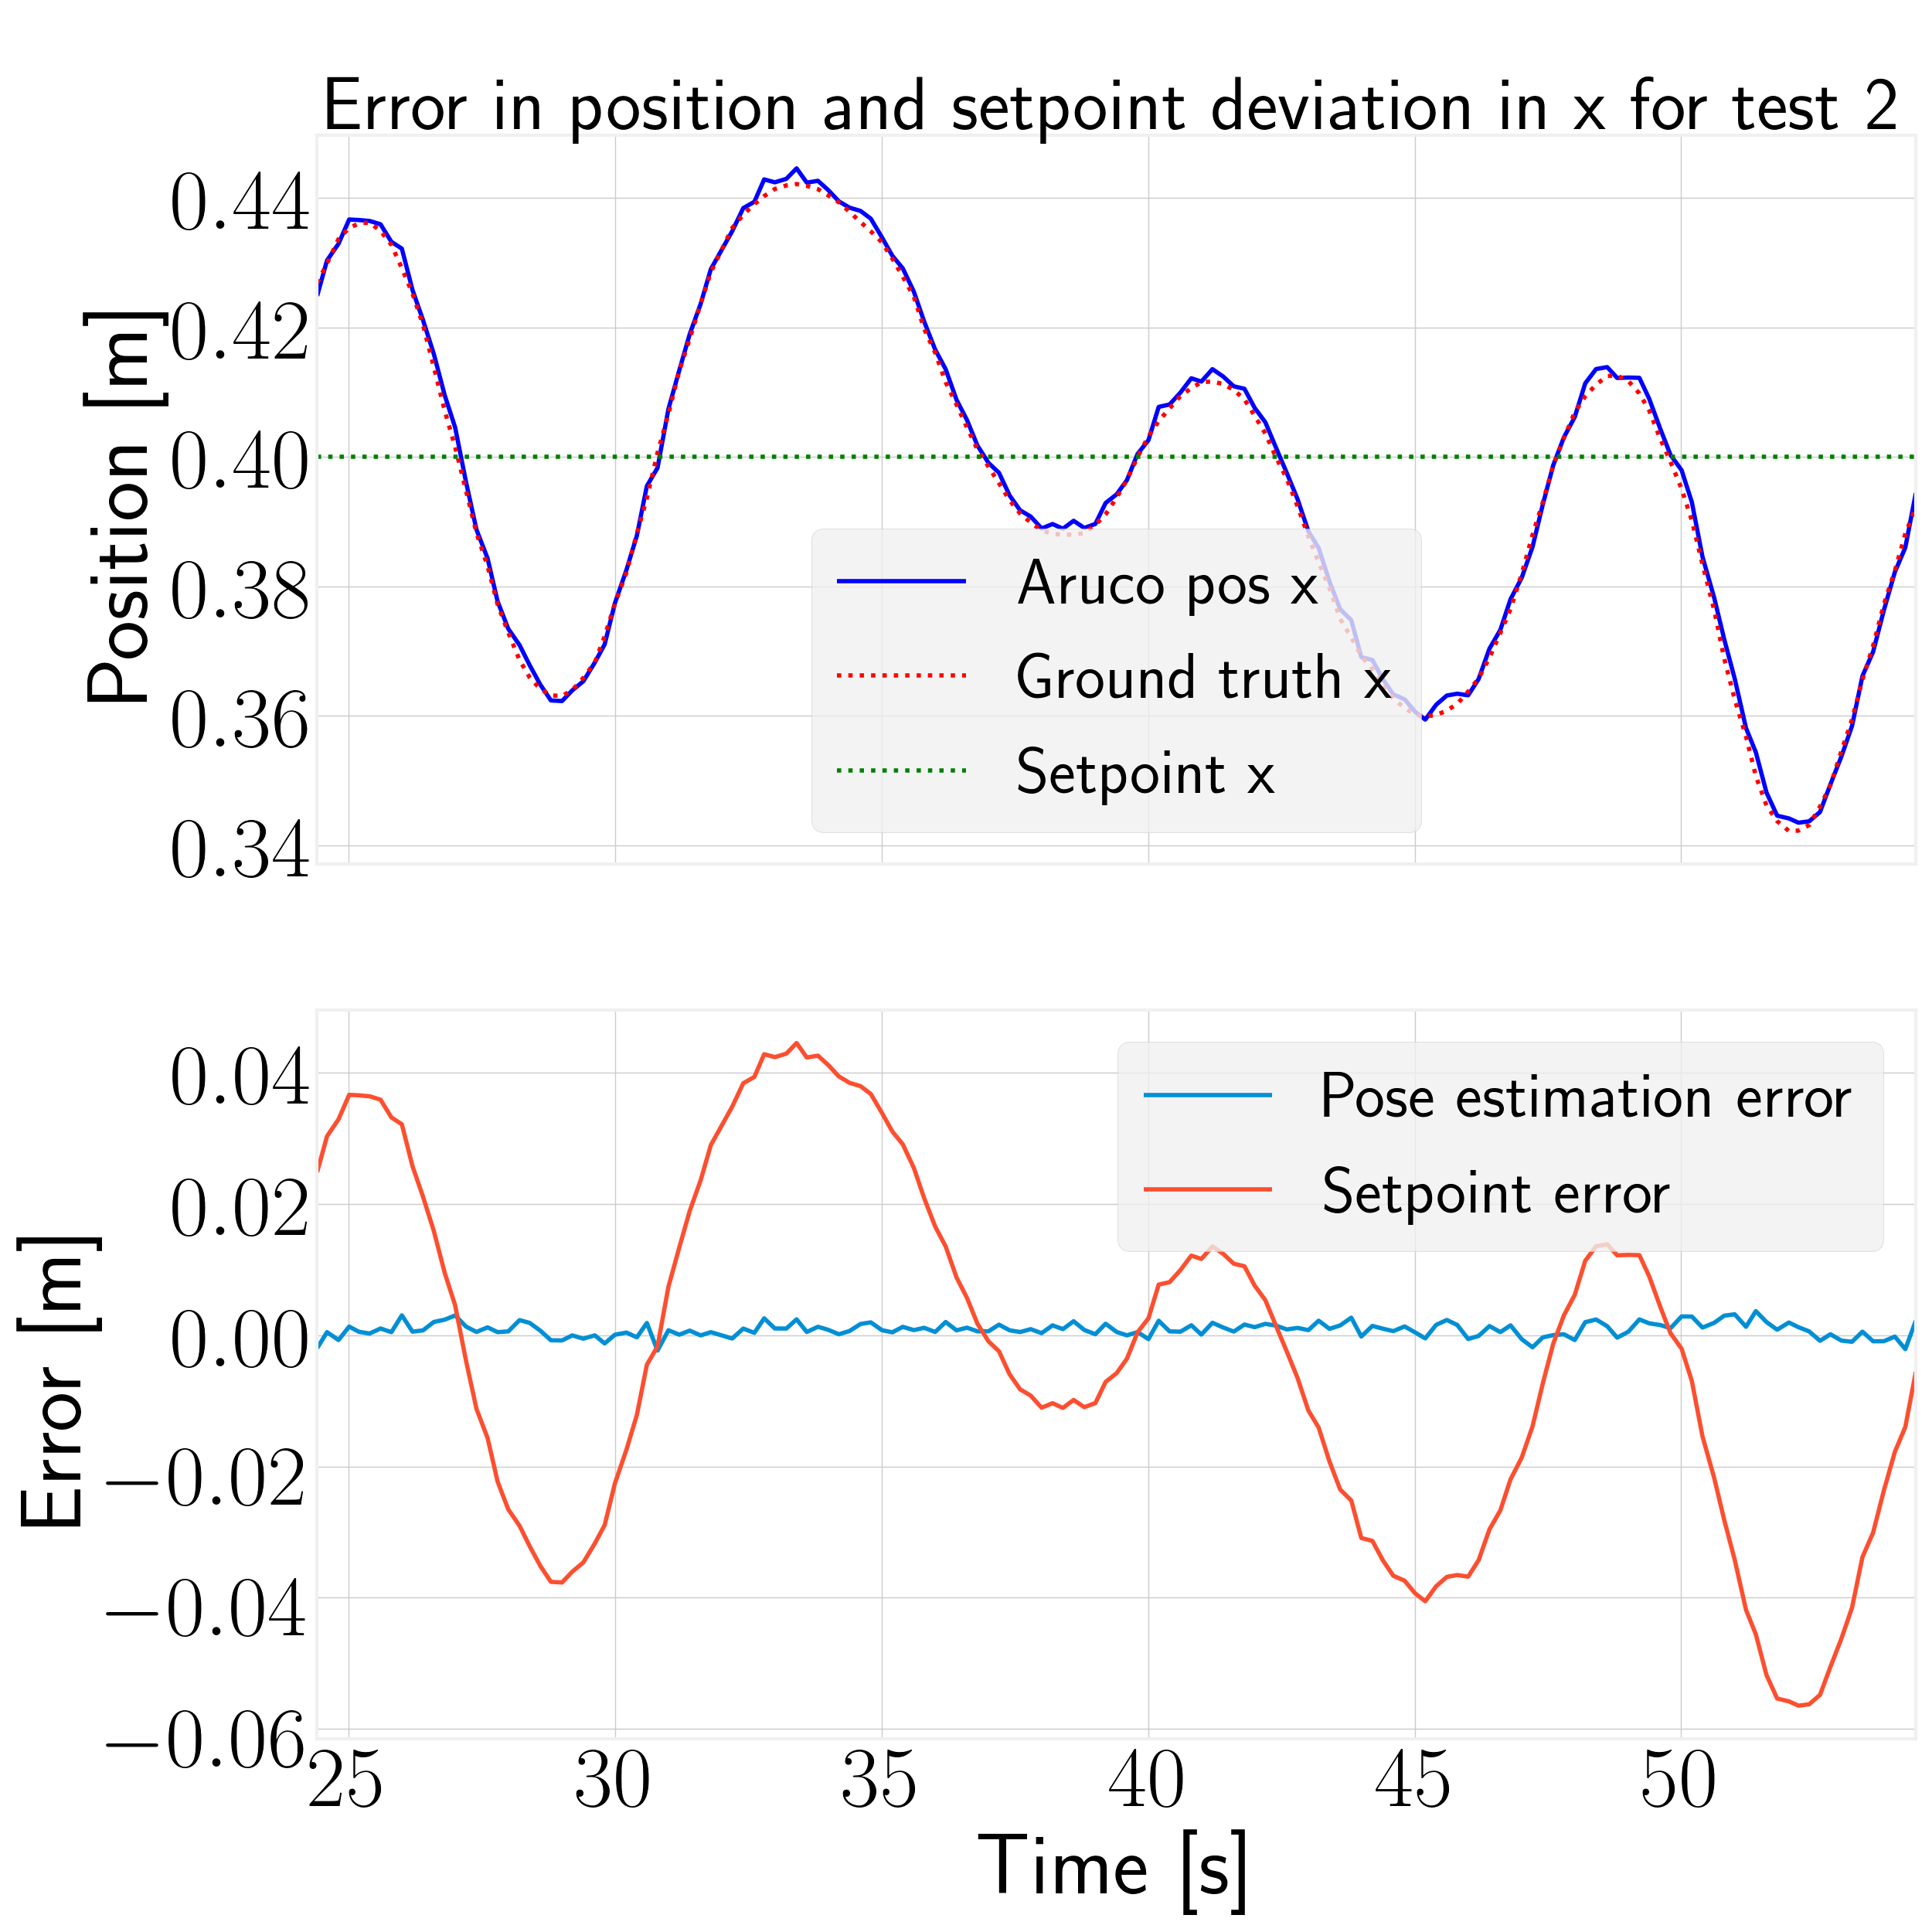 Error in position and setpoint deviation in x for test 2
Position [m]
0.44
0.42
0.40
0.38
0.36
0.34
Aruco pos x
Ground truth x
Setpoint x
Error [m]
0.04
0.02
0.00
−0.02
−0.04
−0.06
Pose estimation error
Setpoint error
25 30 35 40 45 50
Time [s]